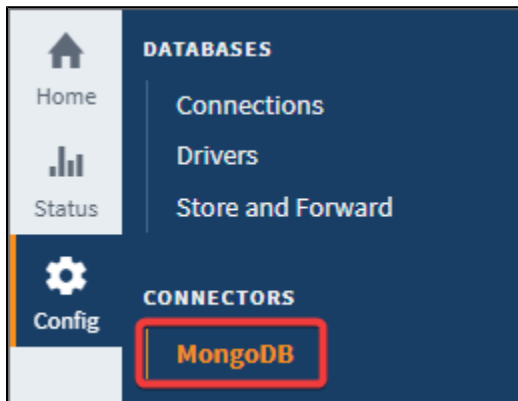 Home
Status
Config
DATABASES
Connections
Drivers
Store and Forward
CONNECTORS
MongoDB